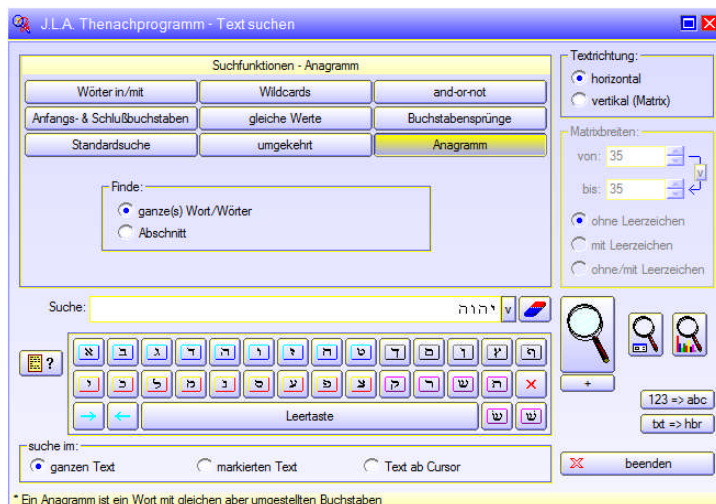 J.L.A. Thenachprogramm - Text suchen
Suchfunktionen - Anagramm
Wörter in/mit Wildcards and-or-not
Anfangs- & Schlußbuchstaben gleiche Werte Buchstabensprünge
Standardsuche umgekehrt Anagramm
Finde:
ganze(s) Wort/Wörter
Abschnitt
Textrichtung:
horizontal
vertikal (Matrix)
Matrixbreiten:
von: 35
v
bis: 35
ohne Leerzeichen
mit Leerzeichen
ohne/mit Leerzeichen
Suche: יהוה v
? א ב ג ד ה ו ז ח ט ך ם ן ץ ף
י כ ל מ נ ס ע פ צ ק ר ש ת ×
→ ← Leertaste שׂ שׁ
+
123 => abc
txt => hbr
suche im:
ganzen Text markierten Text Text ab Cursor
beenden
* Ein Anagramm ist ein Wort mit gleichen aber umgestellten Buchstaben